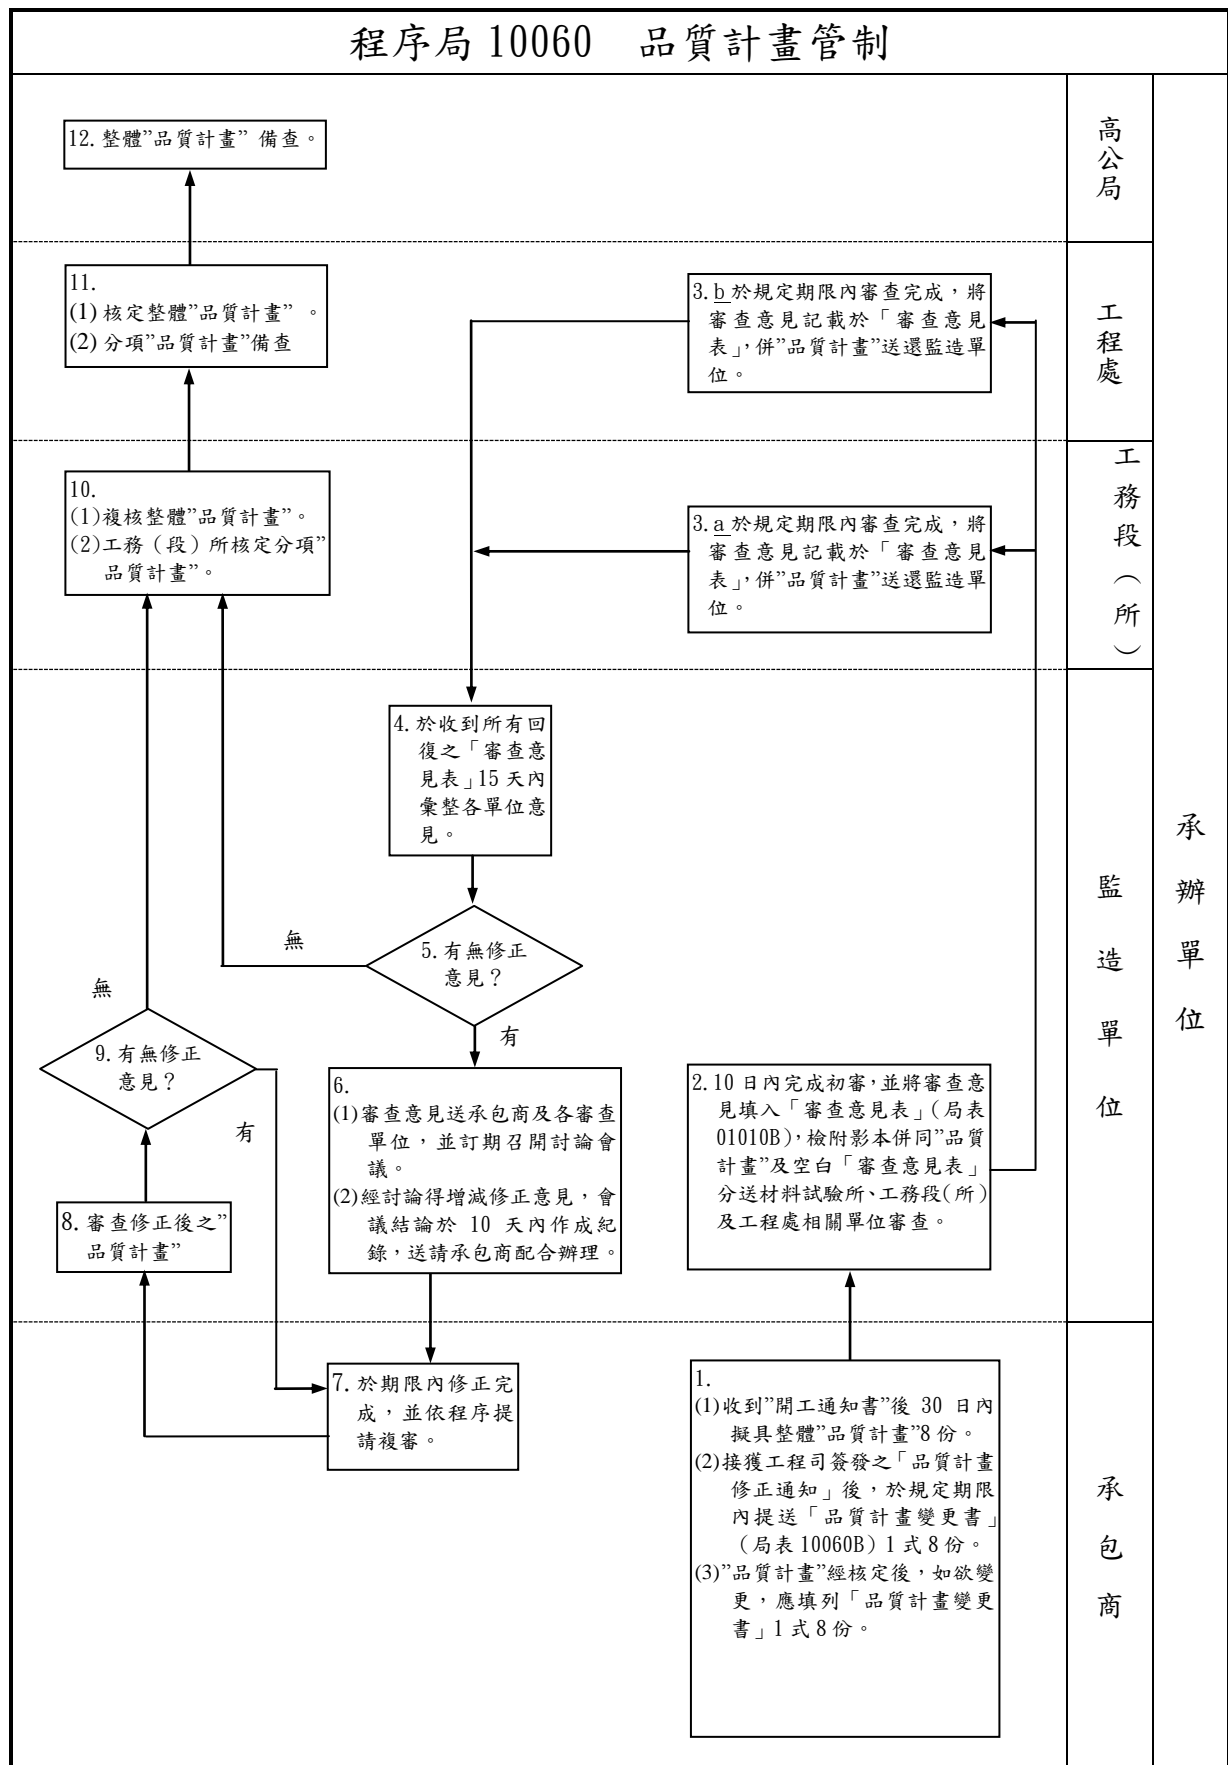 程序局 10060　品質計畫管制
12. 整體”品質計畫” 備查。
高公局
11.
(1) 核定整體”品質計畫” 。
(2) 分項”品質計畫”備查
3. b 於規定期限內審查完成，將
審查意見記載於「審查意見
表」，併”品質計畫”送還監造單
位。
工程處
10.
(1)複核整體”品質計畫”。
(2)工務（段）所核定分項”
品質計畫”。
3. a 於規定期限內審查完成，將
審查意見記載於「審查意見
表」，併”品質計畫”送還監造單
位。
工務段（所）
4. 於收到所有回
復之「審查意
見表」15 天內
彙整各單位意
見。
5. 有無修正
意見？
無
有
9. 有無修正
意見？
無
有
6.
(1)審查意見送承包商及各審查
單位，並訂期召開討論會
議。
(2)經討論得增減修正意見，會
議結論於 10 天內作成紀
錄，送請承包商配合辦理。
2. 10 日內完成初審，並將審查意
見填入「審查意見表」（局表
01010B），檢附影本併同”品質
計畫”及空白「審查意見表」
分送材料試驗所、工務段（所）
及工程處相關單位審查。
8. 審查修正後之”
品質計畫”
監造單位
承辦單位
7. 於期限內修正完
成，並依程序提
請複審。
1.
(1)收到”開工通知書”後 30 日內
擬具整體”品質計畫”8 份。
(2)接獲工程司簽發之「品質計畫
修正通知」後，於規定期限
內提送「品質計畫變更書」
（局表 10060B）1 式 8 份。
(3)”品質計畫”經核定後，如欲變
更，應填列「品質計畫變更
書」1 式 8 份。
承包商